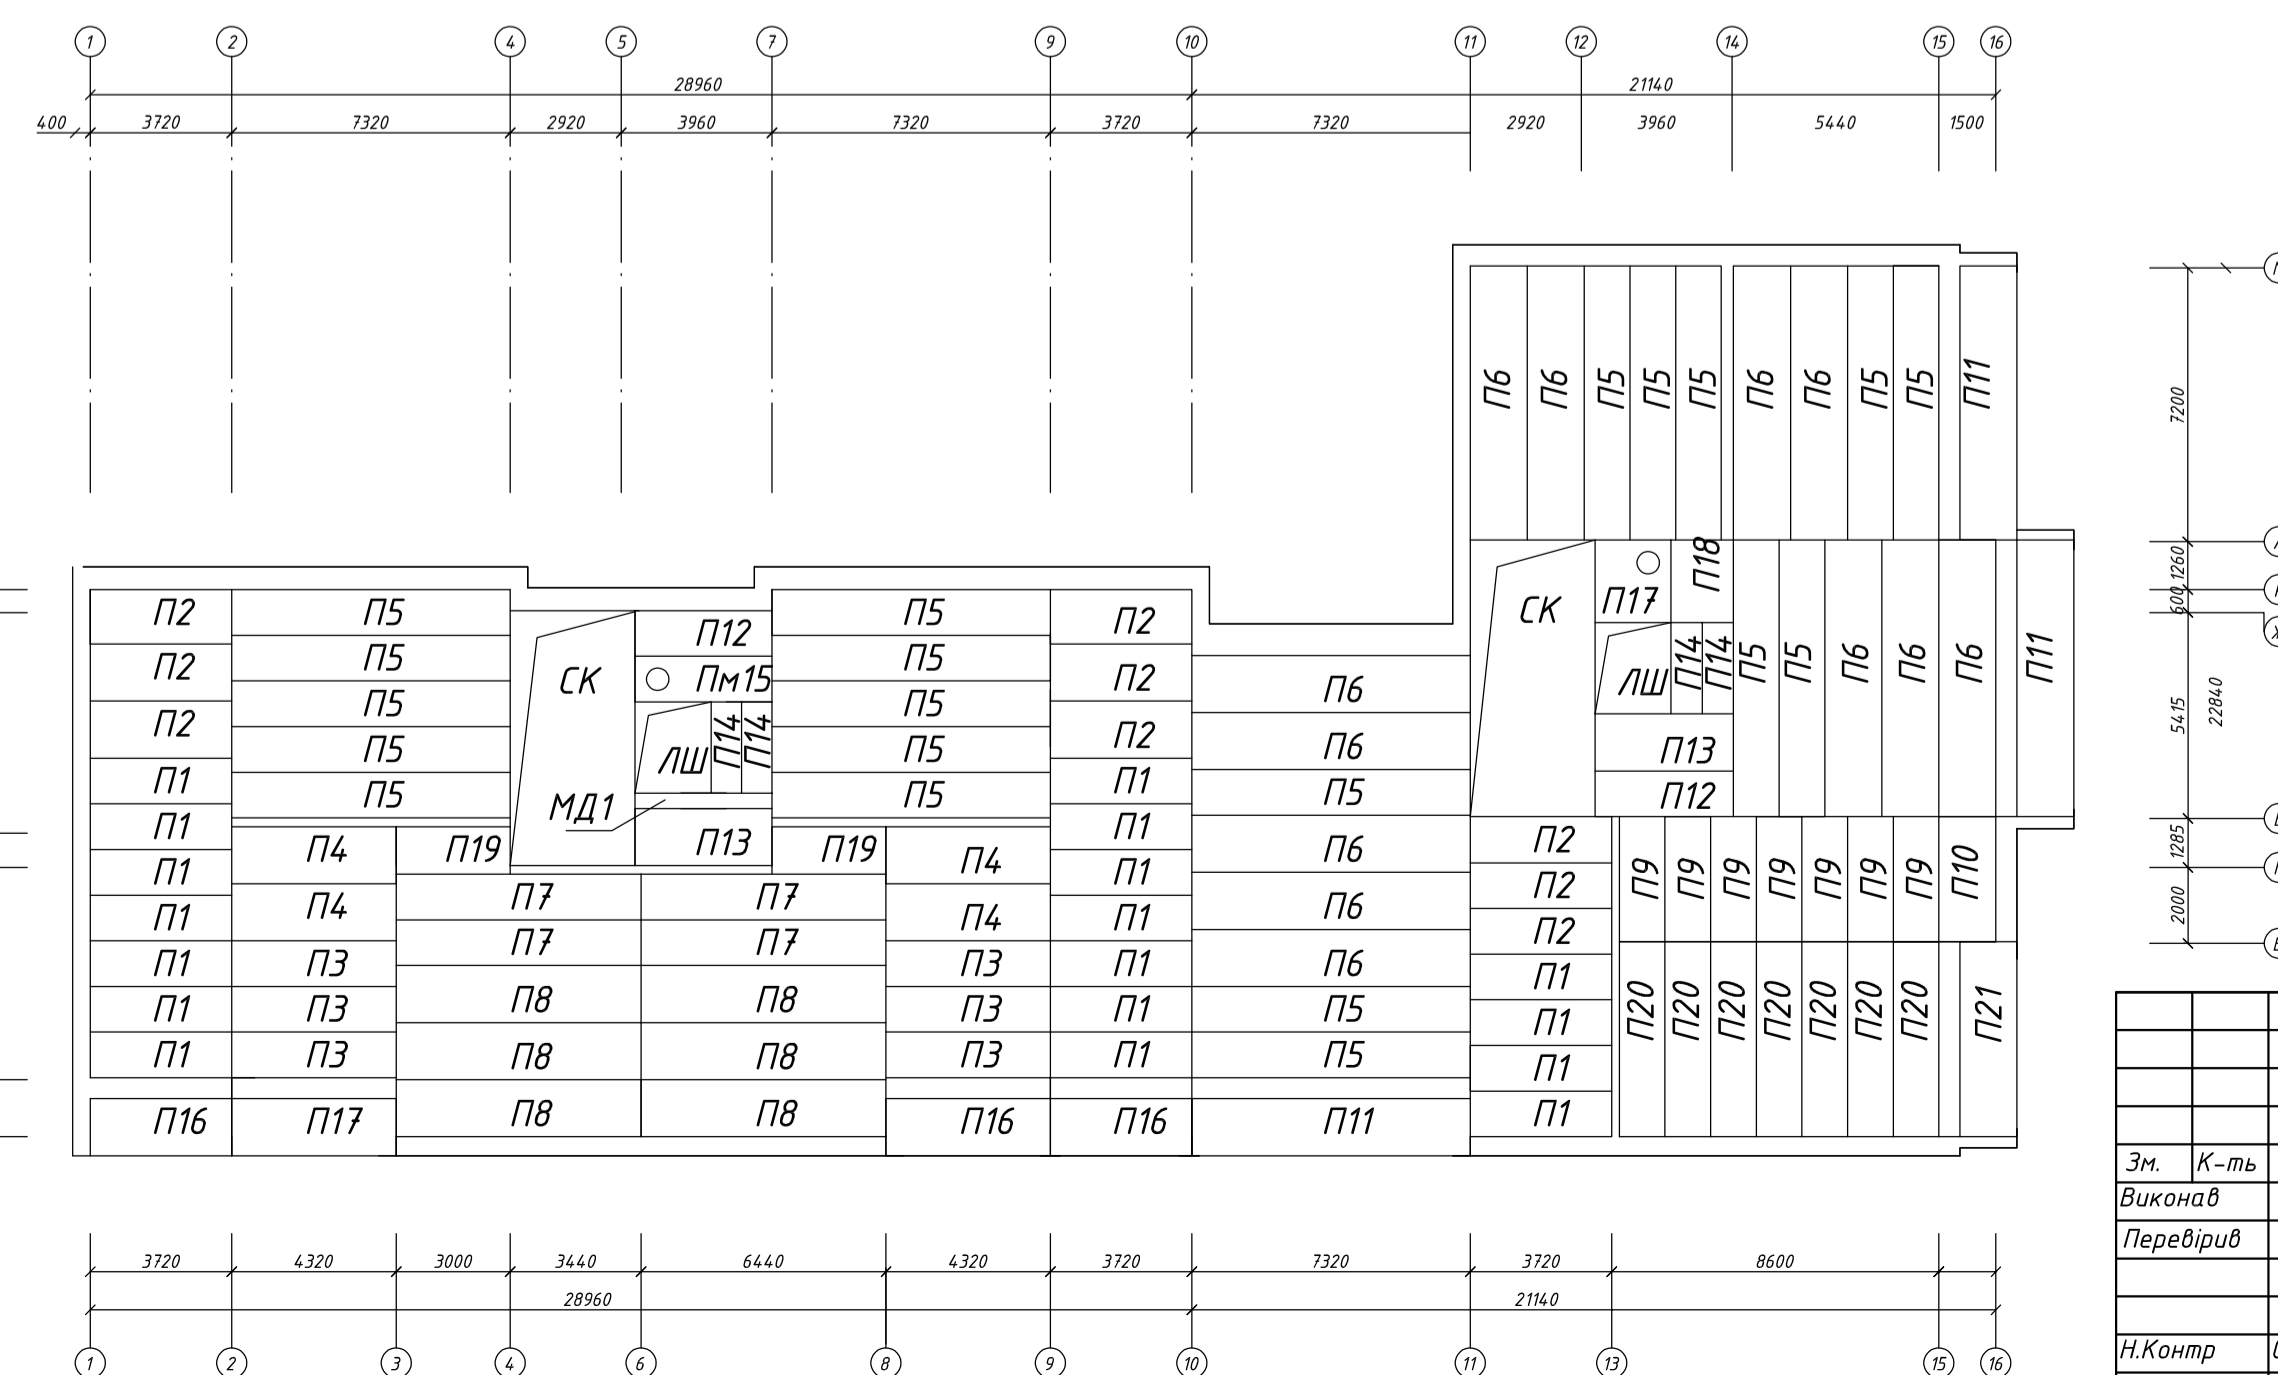 1 2 4 5 7 9 10 11 12 14 15 16
28960 21140
400 3720 7320 2920 3960 7320 3720 7320 2920 3960 5440 1500
П6 П6 П5 П5 П5 П6 П6 П5 П5 П11
7200
1260
600
5415
22840
1285
2000
СК П17 П18
ЛШ П14 П14 П5 П5 П6 П6 П6 П11
П13
П12
П2 П5 П12 П5 П2
П2 П5 СК Пм15 П5 П2 П6
П2 П5 ЛШ П14 П14 П5 П2 П6
П1 П5 П5 П1 П5
П1 П5 МД1 П5 П1 П6
П1 П4 П19 П13 П19 П4 П1 П6
П1 П4 П7 П7 П4 П1 П6
П1 П3 П7 П7 П3 П1 П5
П1 П3 П8 П8 П3 П1 П5
П1 П3 П8 П8 П3 П1
П16 П17 П8 П8 П16 П16 П11
П2 П9 П9 П9 П9 П9 П9 П9 П10
П2
П2
П1 П20 П20 П20 П20 П20 П20 П20 П21
П1
П1
П1
Зм. К-ть
Виконав
Перевірив
Н.Контр
3720 4320 3000 3440 6440 4320 3720 7320 3720 8600
28960 21140
1 2 3 4 6 8 9 10 11 13 15 16